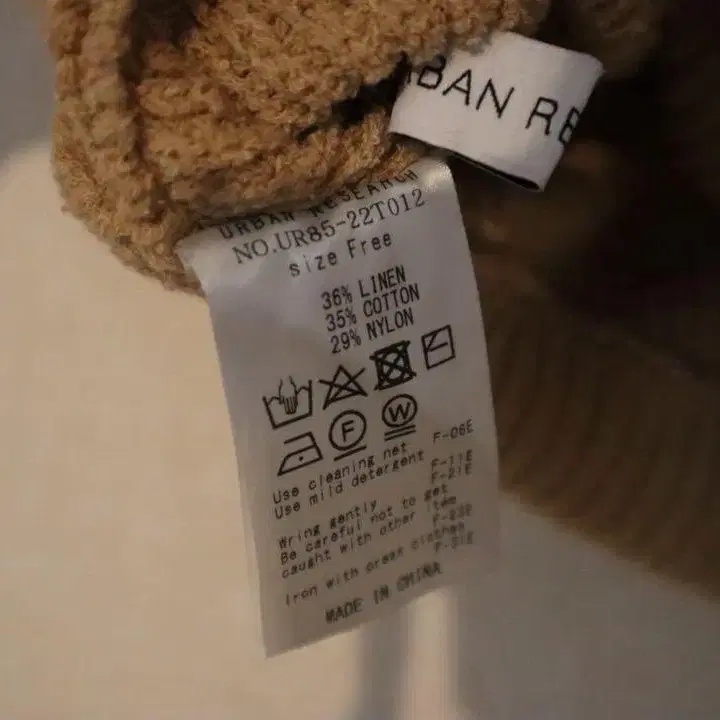 BAN RE
URBAN RESEARCH
NO.UR85-22T012
size Free
36% LINEN
35% COTTON
29% NYLON
F
W
Use cleaning net F-06E
Use mild detergent F-11E
F-21E
Wring gently
Be careful not to get
caught with other item F-23E
Iron with press clothes F-31E
MADE IN CHINA